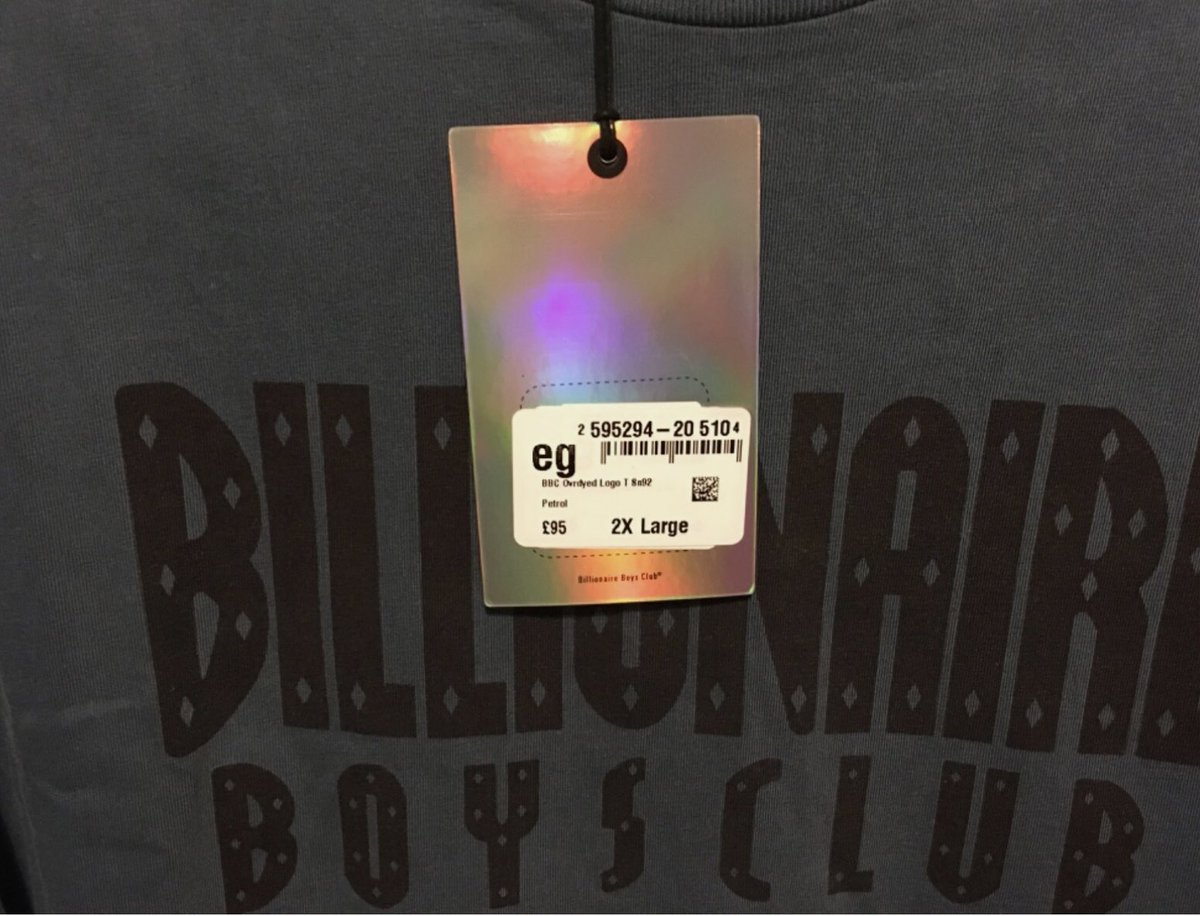 2 595294-20 510 4
eg
BBC Ovrdyed Logo T Sn92
Petrol
£95 2X Large
Billionaire Boys Club®
BILLIONAIRE
BOYS CLUB